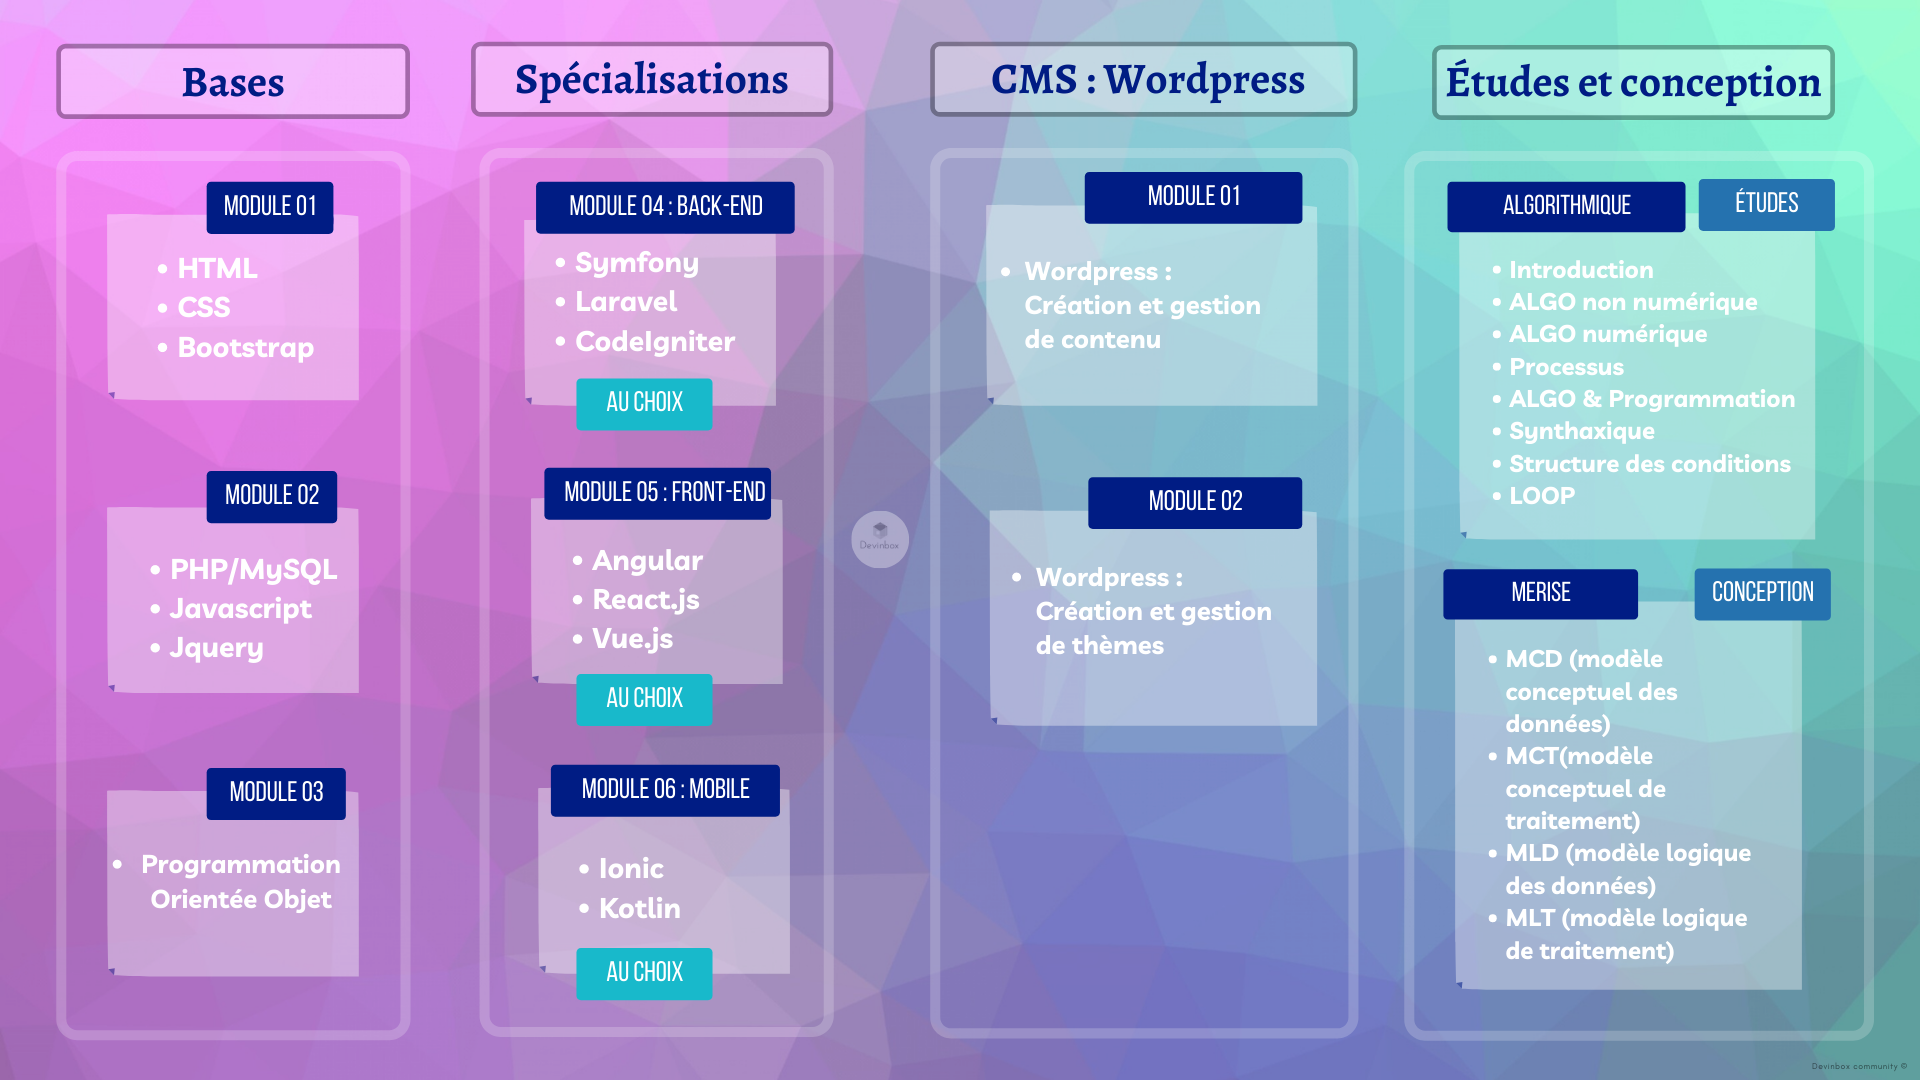 Bases
MODULE 01
HTML
CSS
Bootstrap
MODULE 02
PHP/MySQL
Javascript
Jquery
MODULE 03
Programmation
Orientée Objet
Spécialisations
MODULE 04 : BACK-END
Symfony
Laravel
CodeIgniter
AU CHOIX
MODULE 05 : FRONT-END
Angular
React.js
Vue.js
AU CHOIX
MODULE 06 : MOBILE
Ionic
Kotlin
AU CHOIX
Devinbox
CMS : Wordpress
MODULE 01
Wordpress :
Création et gestion
de contenu
MODULE 02
Wordpress :
Création et gestion
de thèmes
Études et conception
ALGORITHMIQUE
ÉTUDES
Introduction
ALGO non numérique
ALGO numérique
Processus
ALGO & Programmation
Synthaxique
Structure des conditions
LOOP
MERISE
CONCEPTION
MCD (modèle
conceptuel des
données)
MCT(modèle
conceptuel de
traitement)
MLD (modèle logique
des données)
MLT (modèle logique
de traitement)
Devinbox community ©